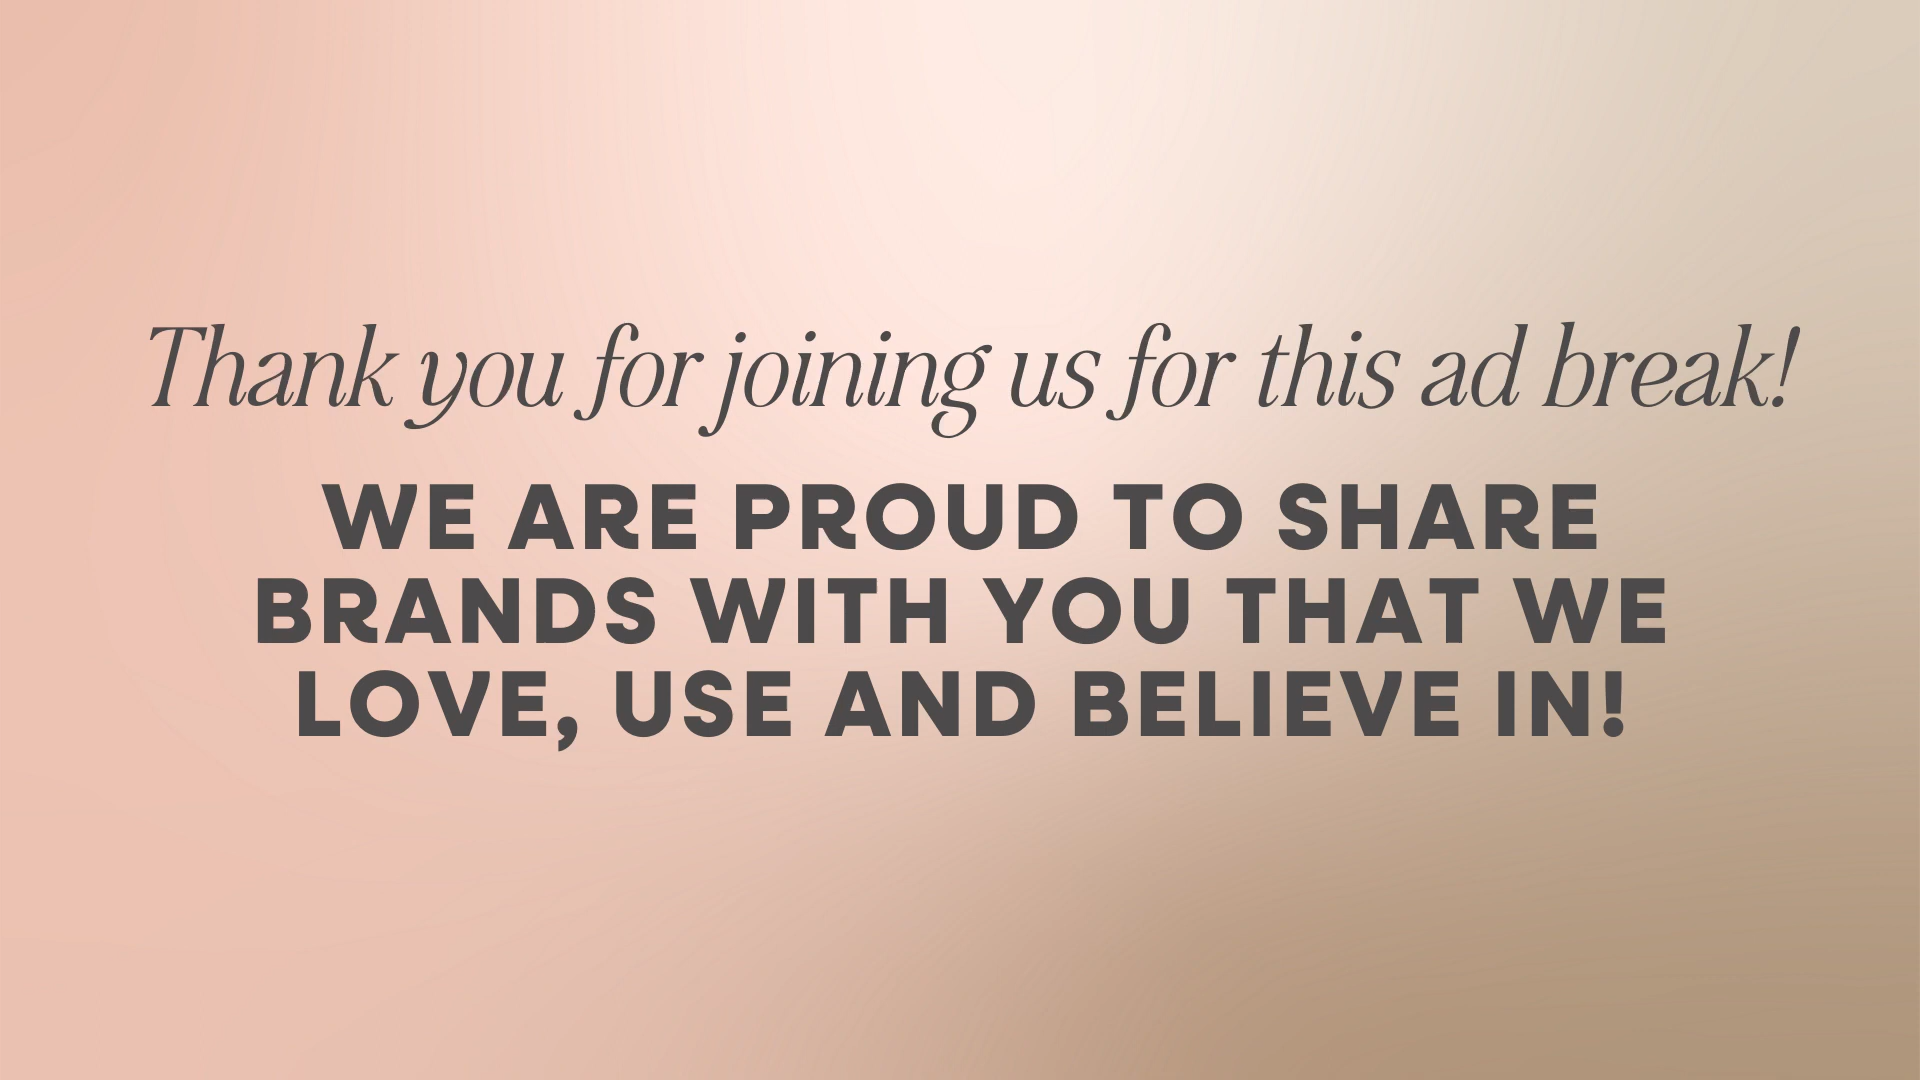 Thank you for joining us for this ad break!
WE ARE PROUD TO SHARE
BRANDS WITH YOU THAT WE
LOVE, USE AND BELIEVE IN!